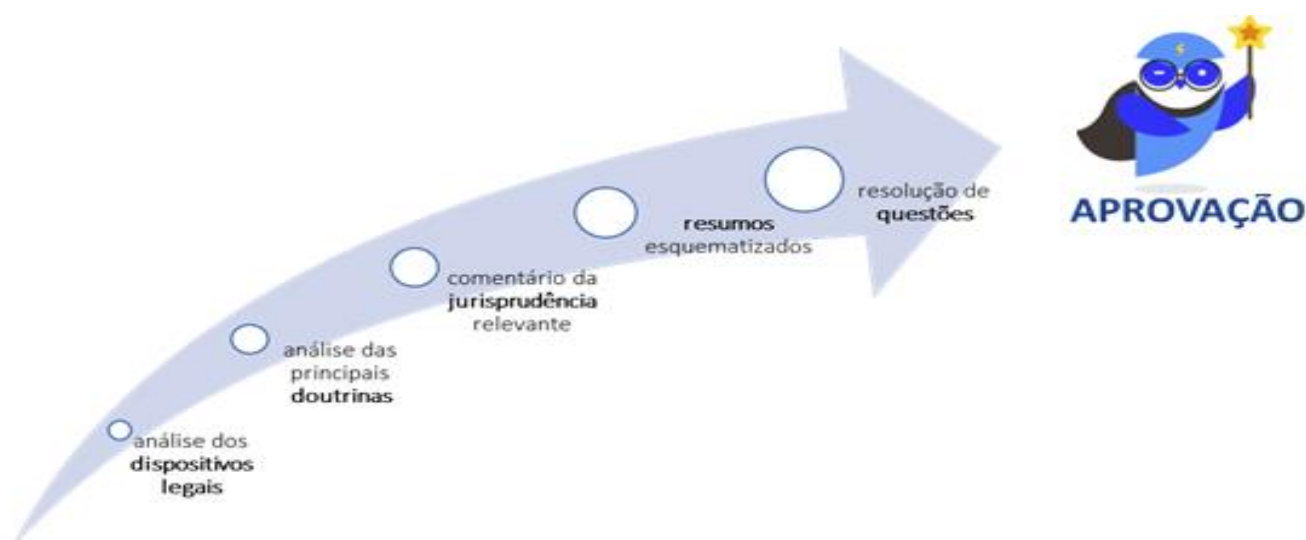 análise dos
dispositivos
legais
análise das
principais
doutrinas
comentário da
jurisprudência
relevante
resumos
esquematizados
resolução de
questões
APROVAÇÃO